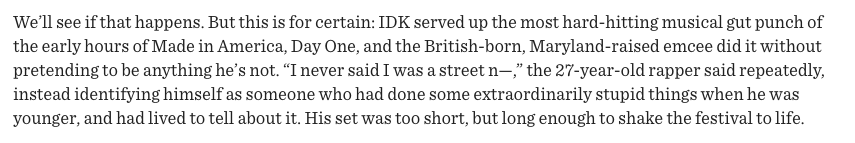 We’ll see if that happens. But this is for certain: IDK served up the most hard-hitting musical gut punch of
the early hours of Made in America, Day One, and the British-born, Maryland-raised emcee did it without
pretending to be anything he’s not. “I never said I was a street n—,” the 27-year-old rapper said repeatedly,
instead identifying himself as someone who had done some extraordinarily stupid things when he was
younger, and had lived to tell about it. His set was too short, but long enough to shake the festival to life.